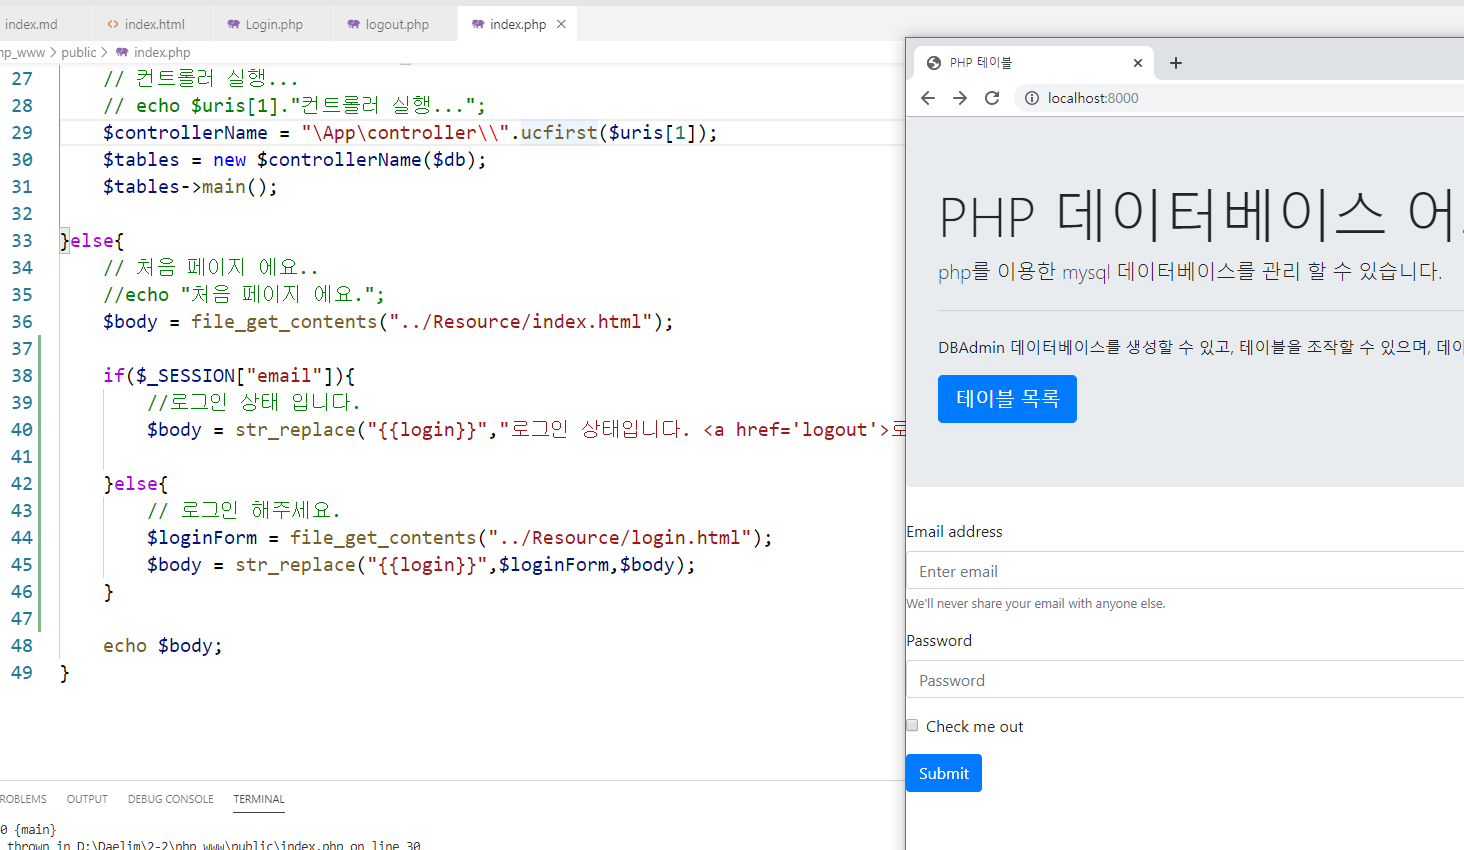 index.md index.html Login.php logout.php index.php
hp_www > public > index.php
27 // 컨트롤러 실행...
28 // echo $uris[1]."컨트롤러 실행...";
29 $controllerName = "\App\controller\\".ucfirst($uris[1]);
30 $tables = new $controllerName($db);
31 $tables->main();
32
33 }else{
34 // 처음 페이지 에요..
35 //echo "처음 페이지 에요.";
36 $body = file_get_contents("../Resource/index.html");
37
38 if($_SESSION["email"]){
39 //로그인 상태 입니다.
40 $body = str_replace("{{login}}","로그인 상태입니다. <a href='logout'>로
41
42 }else{
43 // 로그인 해주세요.
44 $loginForm = file_get_contents("../Resource/login.html");
45 $body = str_replace("{{login}}",$loginForm,$body);
46 }
47
48 echo $body;
49 }
ROBLEMS OUTPUT DEBUG CONSOLE TERMINAL
0 {main}
thrown in D:\Daelim\2-2\php_www\public\index.php on line 30
PHP 테이블
localhost:8000
PHP 데이터베이스 어
php를 이용한 mysql 데이터베이스를 관리 할 수 있습니다.
DBAdmin 데이터베이스를 생성할 수 있고, 테이블을 조작할 수 있으며, 데이
테이블 목록
Email address
Enter email
We'll never share your email with anyone else.
Password
Password
Check me out
Submit